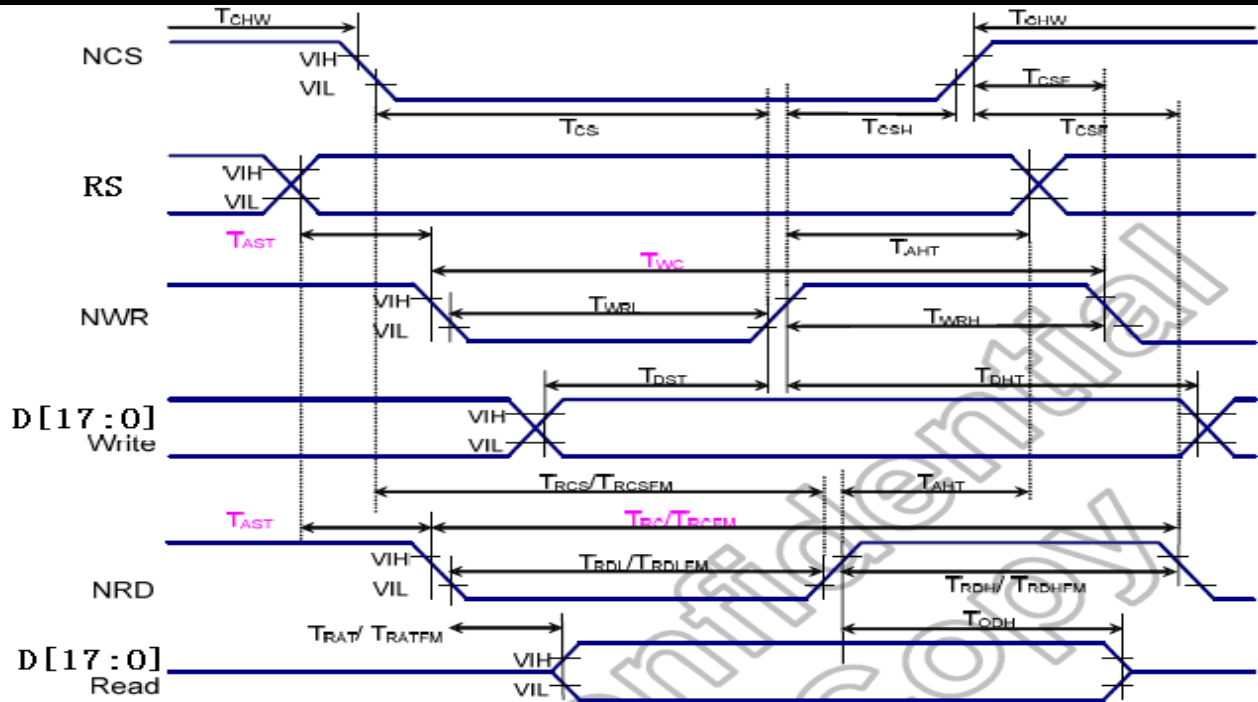 TCHW TCHW
NCS
VIH
VIL
TCSF
TCS TCSH TCSF
RS
VIH
VIL
TAST TAHT
TWC
NWR
VIH
VIL
TWRL TWRH
TDST TDHT
D[17:0]
Write
VIH
VIL
TRCS/TRCSFM TAHT
TAST TRC/TRCFM
NRD
VIH
VIL
TRDL/TRDLFM TRDH/ TRDHFM
TRAT/ TRATFM TODH
D[17:0]
Read
VIH
VIL
Confidential
Copy